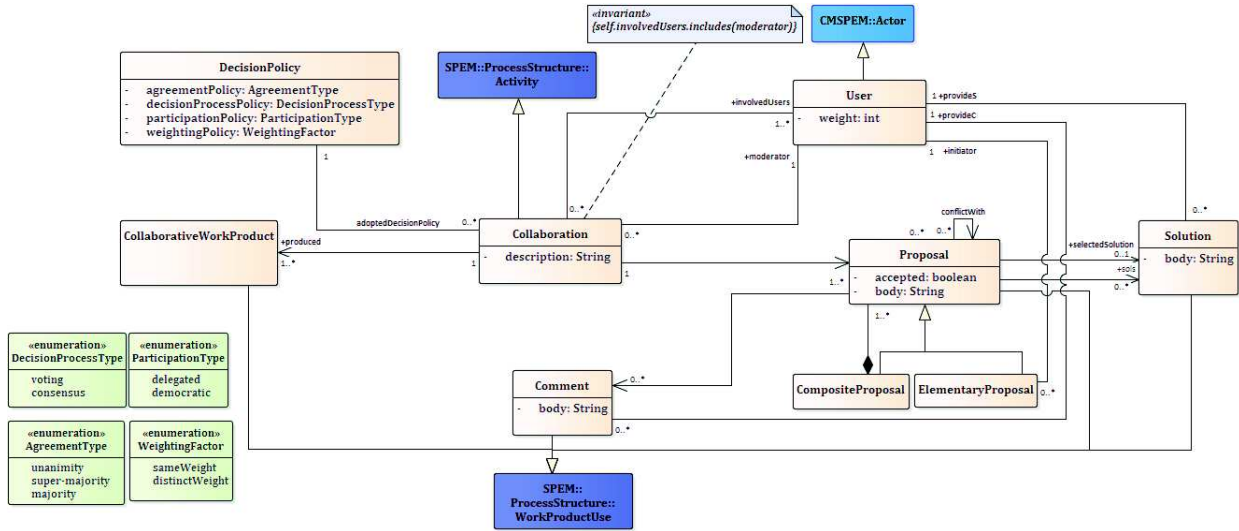 «invariant»
{self.involvedUsers.includes(moderator)}
CMSPEM::Actor
DecisionPolicy
- agreementPolicy: AgreementType
- decisionProcessPolicy: DecisionProcessType
- participationPolicy: ParticipationType
- weightingPolicy: WeightingFactor
SPEM::ProcessStructure::
Activity
User
- weight: int
+involvedUsers
1..*
1 +provideS
1 +provideC
1 +initiator
+moderator
1
1
adoptedDecisionPolicy
0..*
0..*
0..*
conflictWith
0..*
0..*
0..*
CollaborativeWorkProduct
+produced
1..*
1
Collaboration
- description: String
1
1..*
Proposal
- accepted: boolean
- body: String
+selectedSolution
0..1
+sols
0..*
Solution
- body: String
1..*
CompositeProposal
ElementaryProposal
0..*
0..*
Comment
- body: String
0..*
«enumeration»
DecisionProcessType
voting
consensus
«enumeration»
ParticipationType
delegated
democratic
«enumeration»
AgreementType
unanimity
super-majority
majority
«enumeration»
WeightingFactor
sameWeight
distinctWeight
SPEM::
ProcessStructure::
WorkProductUse